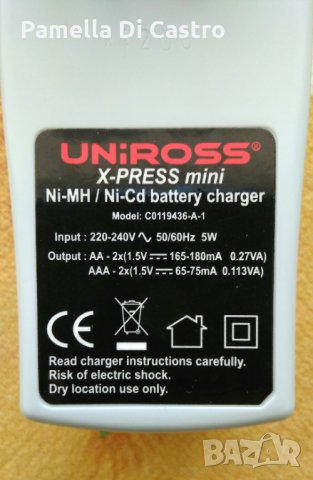 Pamella Di Castro
UNiROSS®
X-PRESS mini
Ni-MH / Ni-Cd battery charger
Model: C0119436-A-1
Input : 220-240V ∿ 50/60Hz 5W
Output : AA - 2x(1.5V ⎓ 165-180mA 0.27VA)
AAA - 2x(1.5V ⎓ 65-75mA 0.113VA)
CE
Read charger instructions carefully.
Risk of electric shock.
Dry location use only.
BAZAR